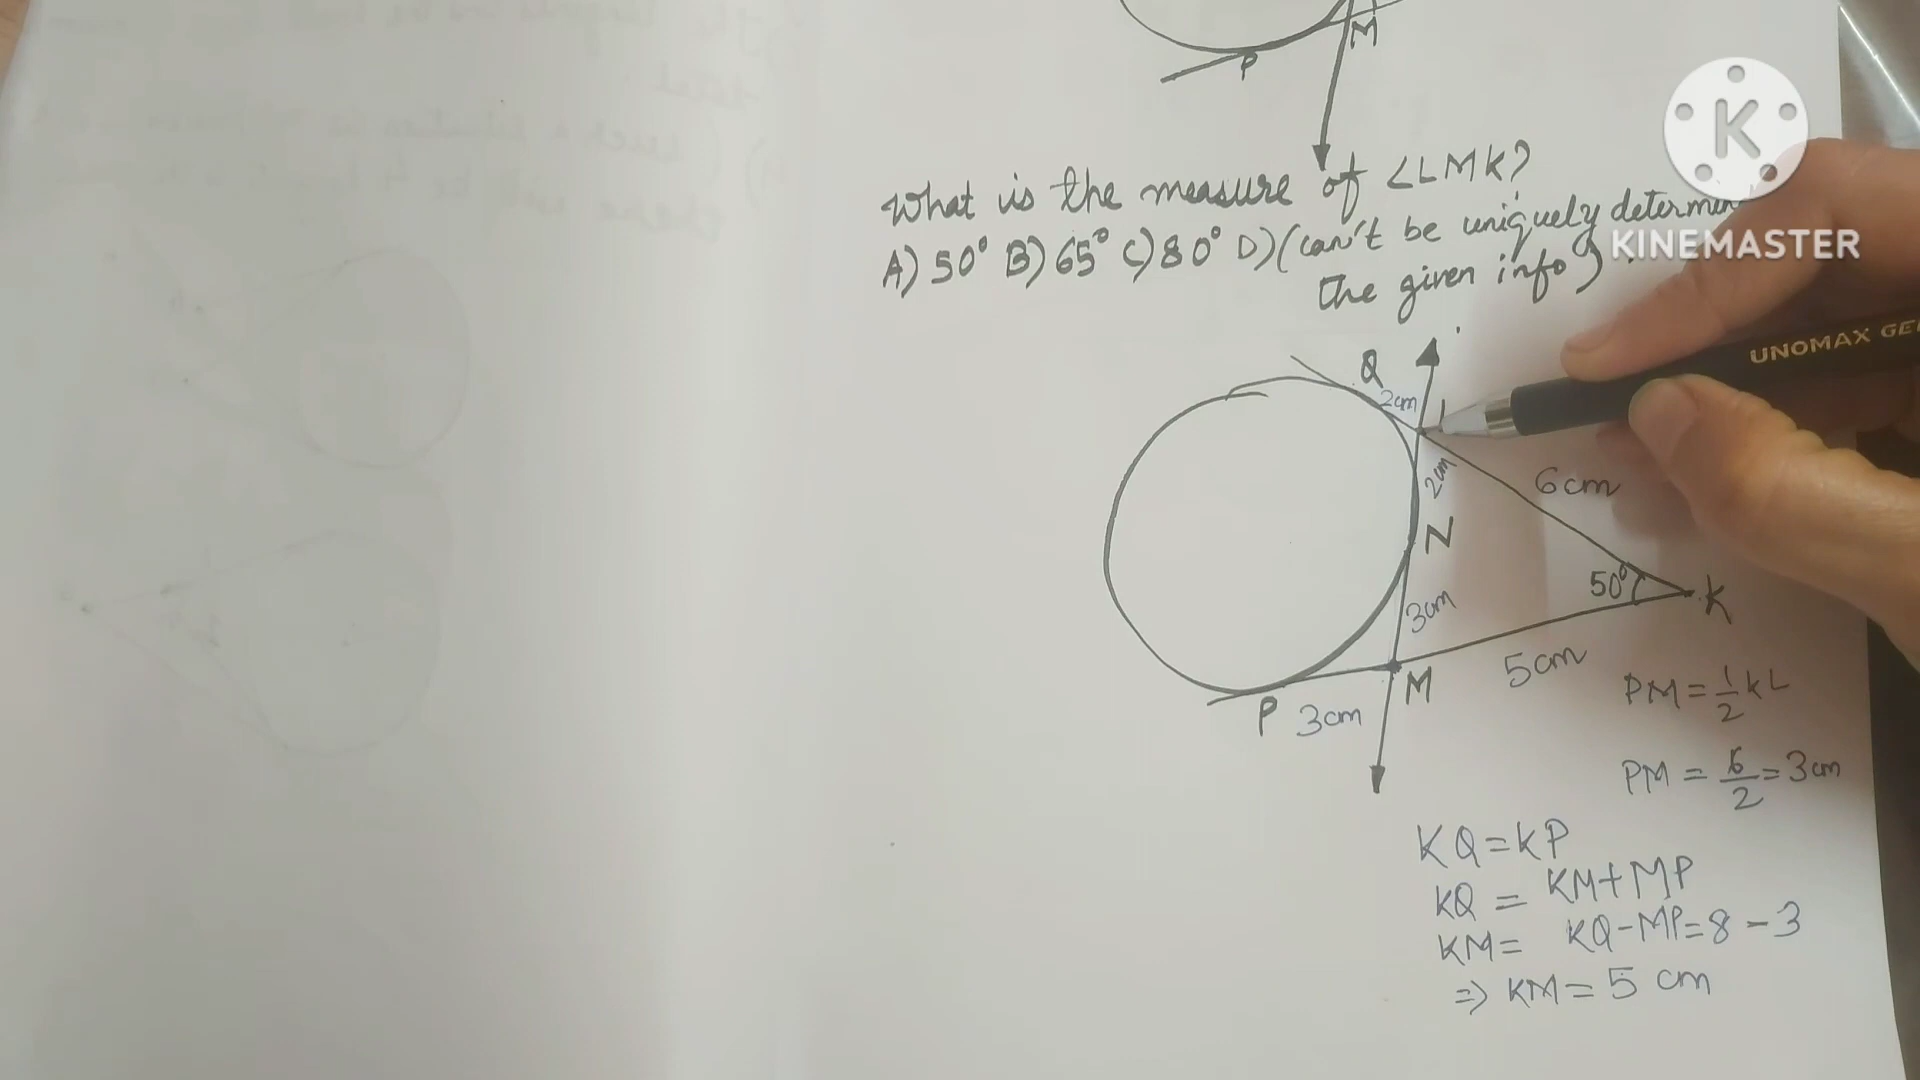 M
P
What is the measure of ∠LMK?
A) 50° B) 65° C) 80° D) (can't be uniquely
the given info)
KINEMASTER
K
UNOMAX
Q
2cm
L
2cm
6cm
N
50°
K
3cm
5cm
M
P 3cm
PM = 1/2 KL
PM = 6/2 = 3cm
KQ = KP
KQ = KM + MP
KM = KQ - MP = 8 - 3
⇒ KM = 5 cm